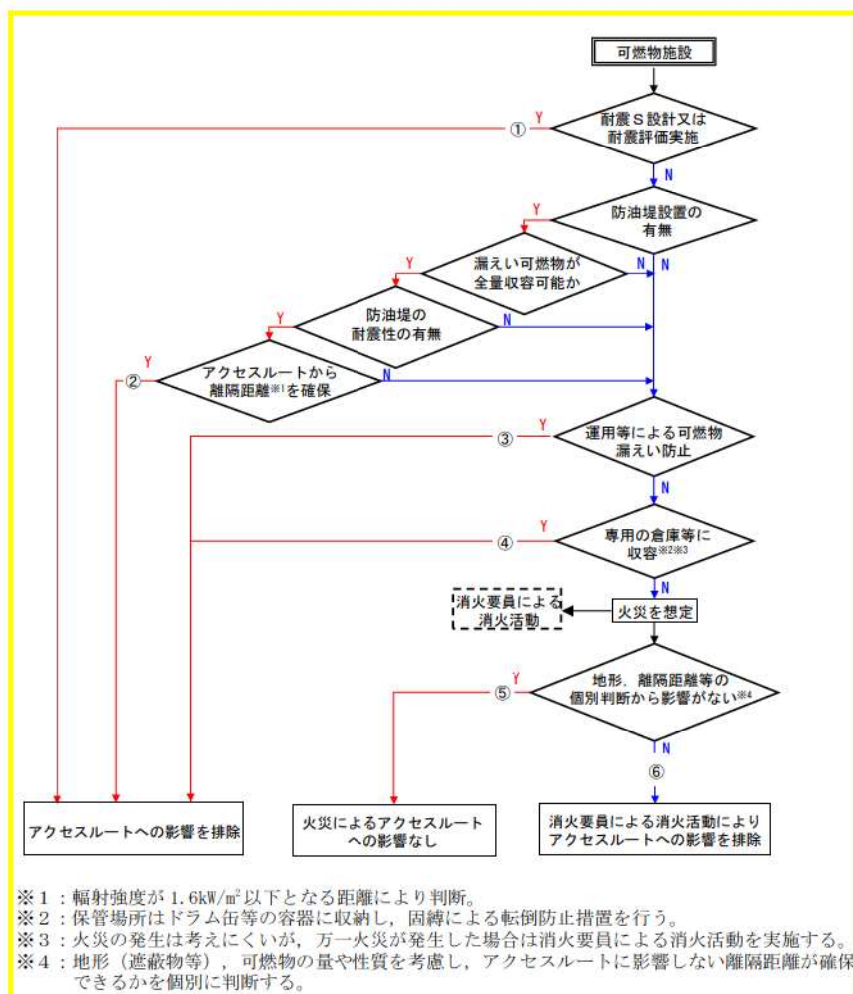 可燃物施設
耐震S設計又は
耐震評価実施
Y
①
N
防油堤設置の
有無
Y
N
漏えい可燃物が
全量収容可能か
Y
N
防油堤の
耐震性の有無
Y
N
アクセスルートから
離隔距離※1を確保
Y
②
N
運用等による可燃物
漏えい防止
Y
③
N
専用の倉庫等に
収容※2※3
Y
④
N
火災を想定
消火要員による
消火活動
地形，離隔距離等の
個別判断から影響がない※4
Y
⑤
N
⑥
アクセスルートへの影響を排除
火災によるアクセスルート
への影響なし
消火要員による消火活動により
アクセスルートへの影響を排除
※１：輻射強度が 1.6kW/m²以下となる距離により判断。
※２：保管場所はドラム缶等の容器に収納し，固縛による転倒防止措置を行う。
※３：火災の発生は考えにくいが，万一火災が発生した場合は消火要員による消火活動を実施する。
※４：地形（遮蔽物等），可燃物の量や性質を考慮し，アクセスルートに影響しない離隔距離が確保
できるかを個別に判断する。